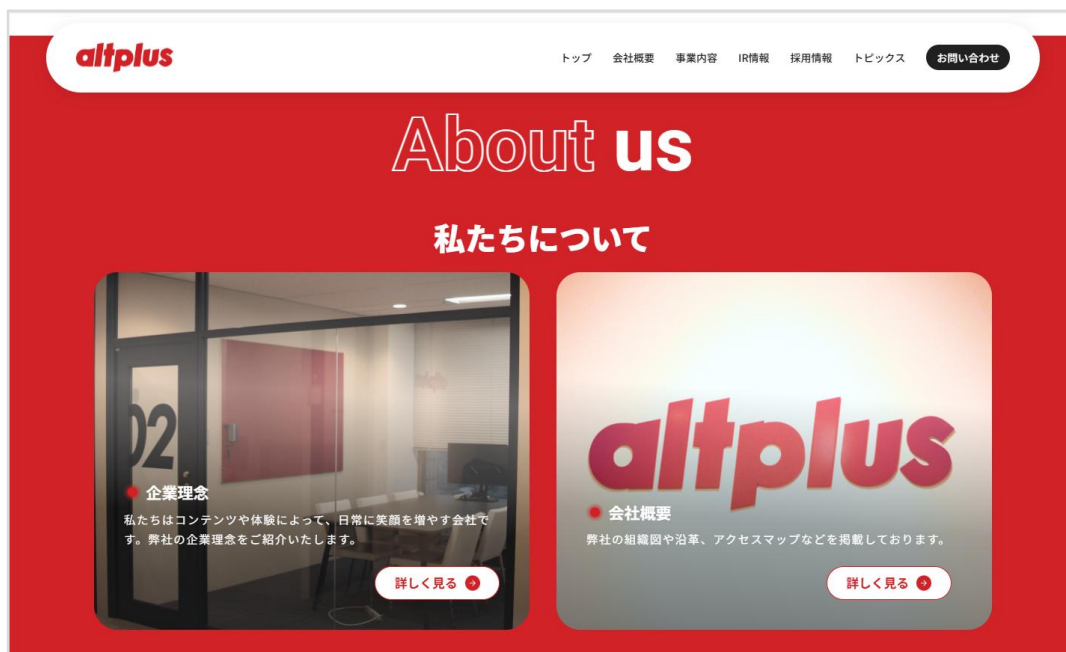 altplus
トップ 会社概要 事業内容 IR情報 採用情報 トピックス お問い合わせ
About us
私たちについて
02
企業理念
私たちはコンテンツや体験によって、日常に笑顔を増やす会社で
す。弊社の企業理念をご紹介いたします。
詳しく見る
altplus
会社概要
弊社の組織図や沿革、アクセスマップなどを掲載しております。
詳しく見る